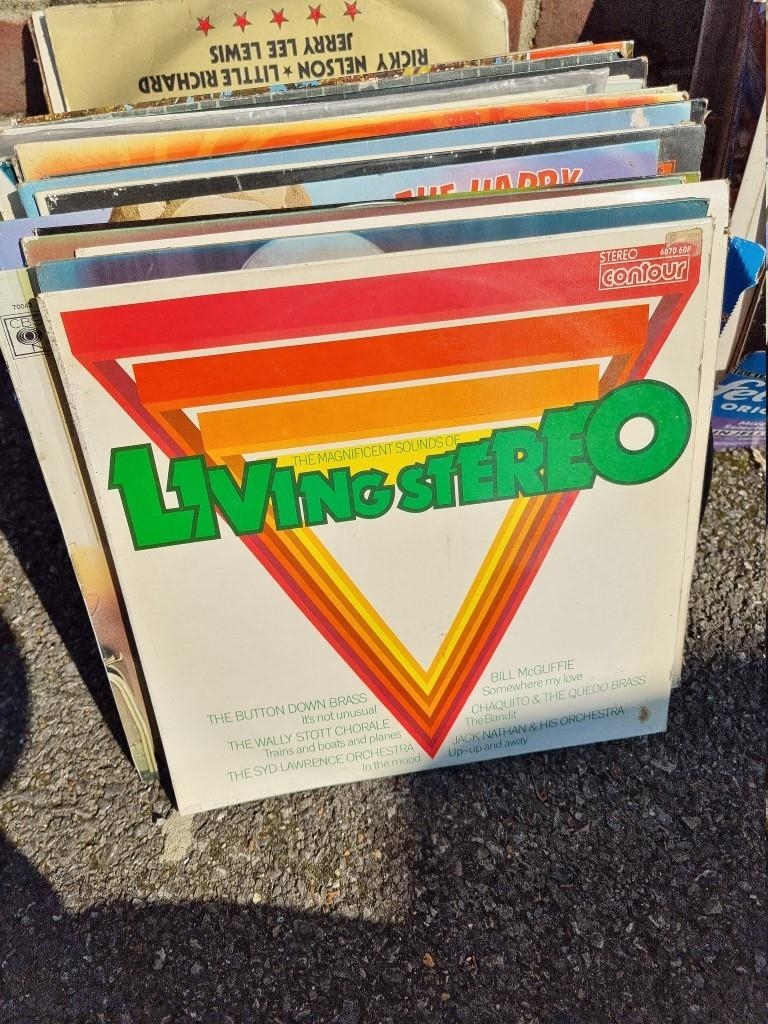 RICKY NELSON ★ LITTLE RICHARD
JERRY LEE LEWIS
THE HAPPY
STEREO 6870 608
contour
THE MAGNIFICENT SOUNDS OF
LIVING STEREO
THE BUTTON DOWN BRASS
It's not unusual
THE WALLY STOTT CHORALE
Trains and boats and planes
THE SYD LAWRENCE ORCHESTRA
In the mood
BILL McGUFFIE
Somewhere my love
CHAQUITO & THE QUEDO BRASS
The Bandit
JACK NATHAN & HIS ORCHESTRA
Up-up and away
CBS